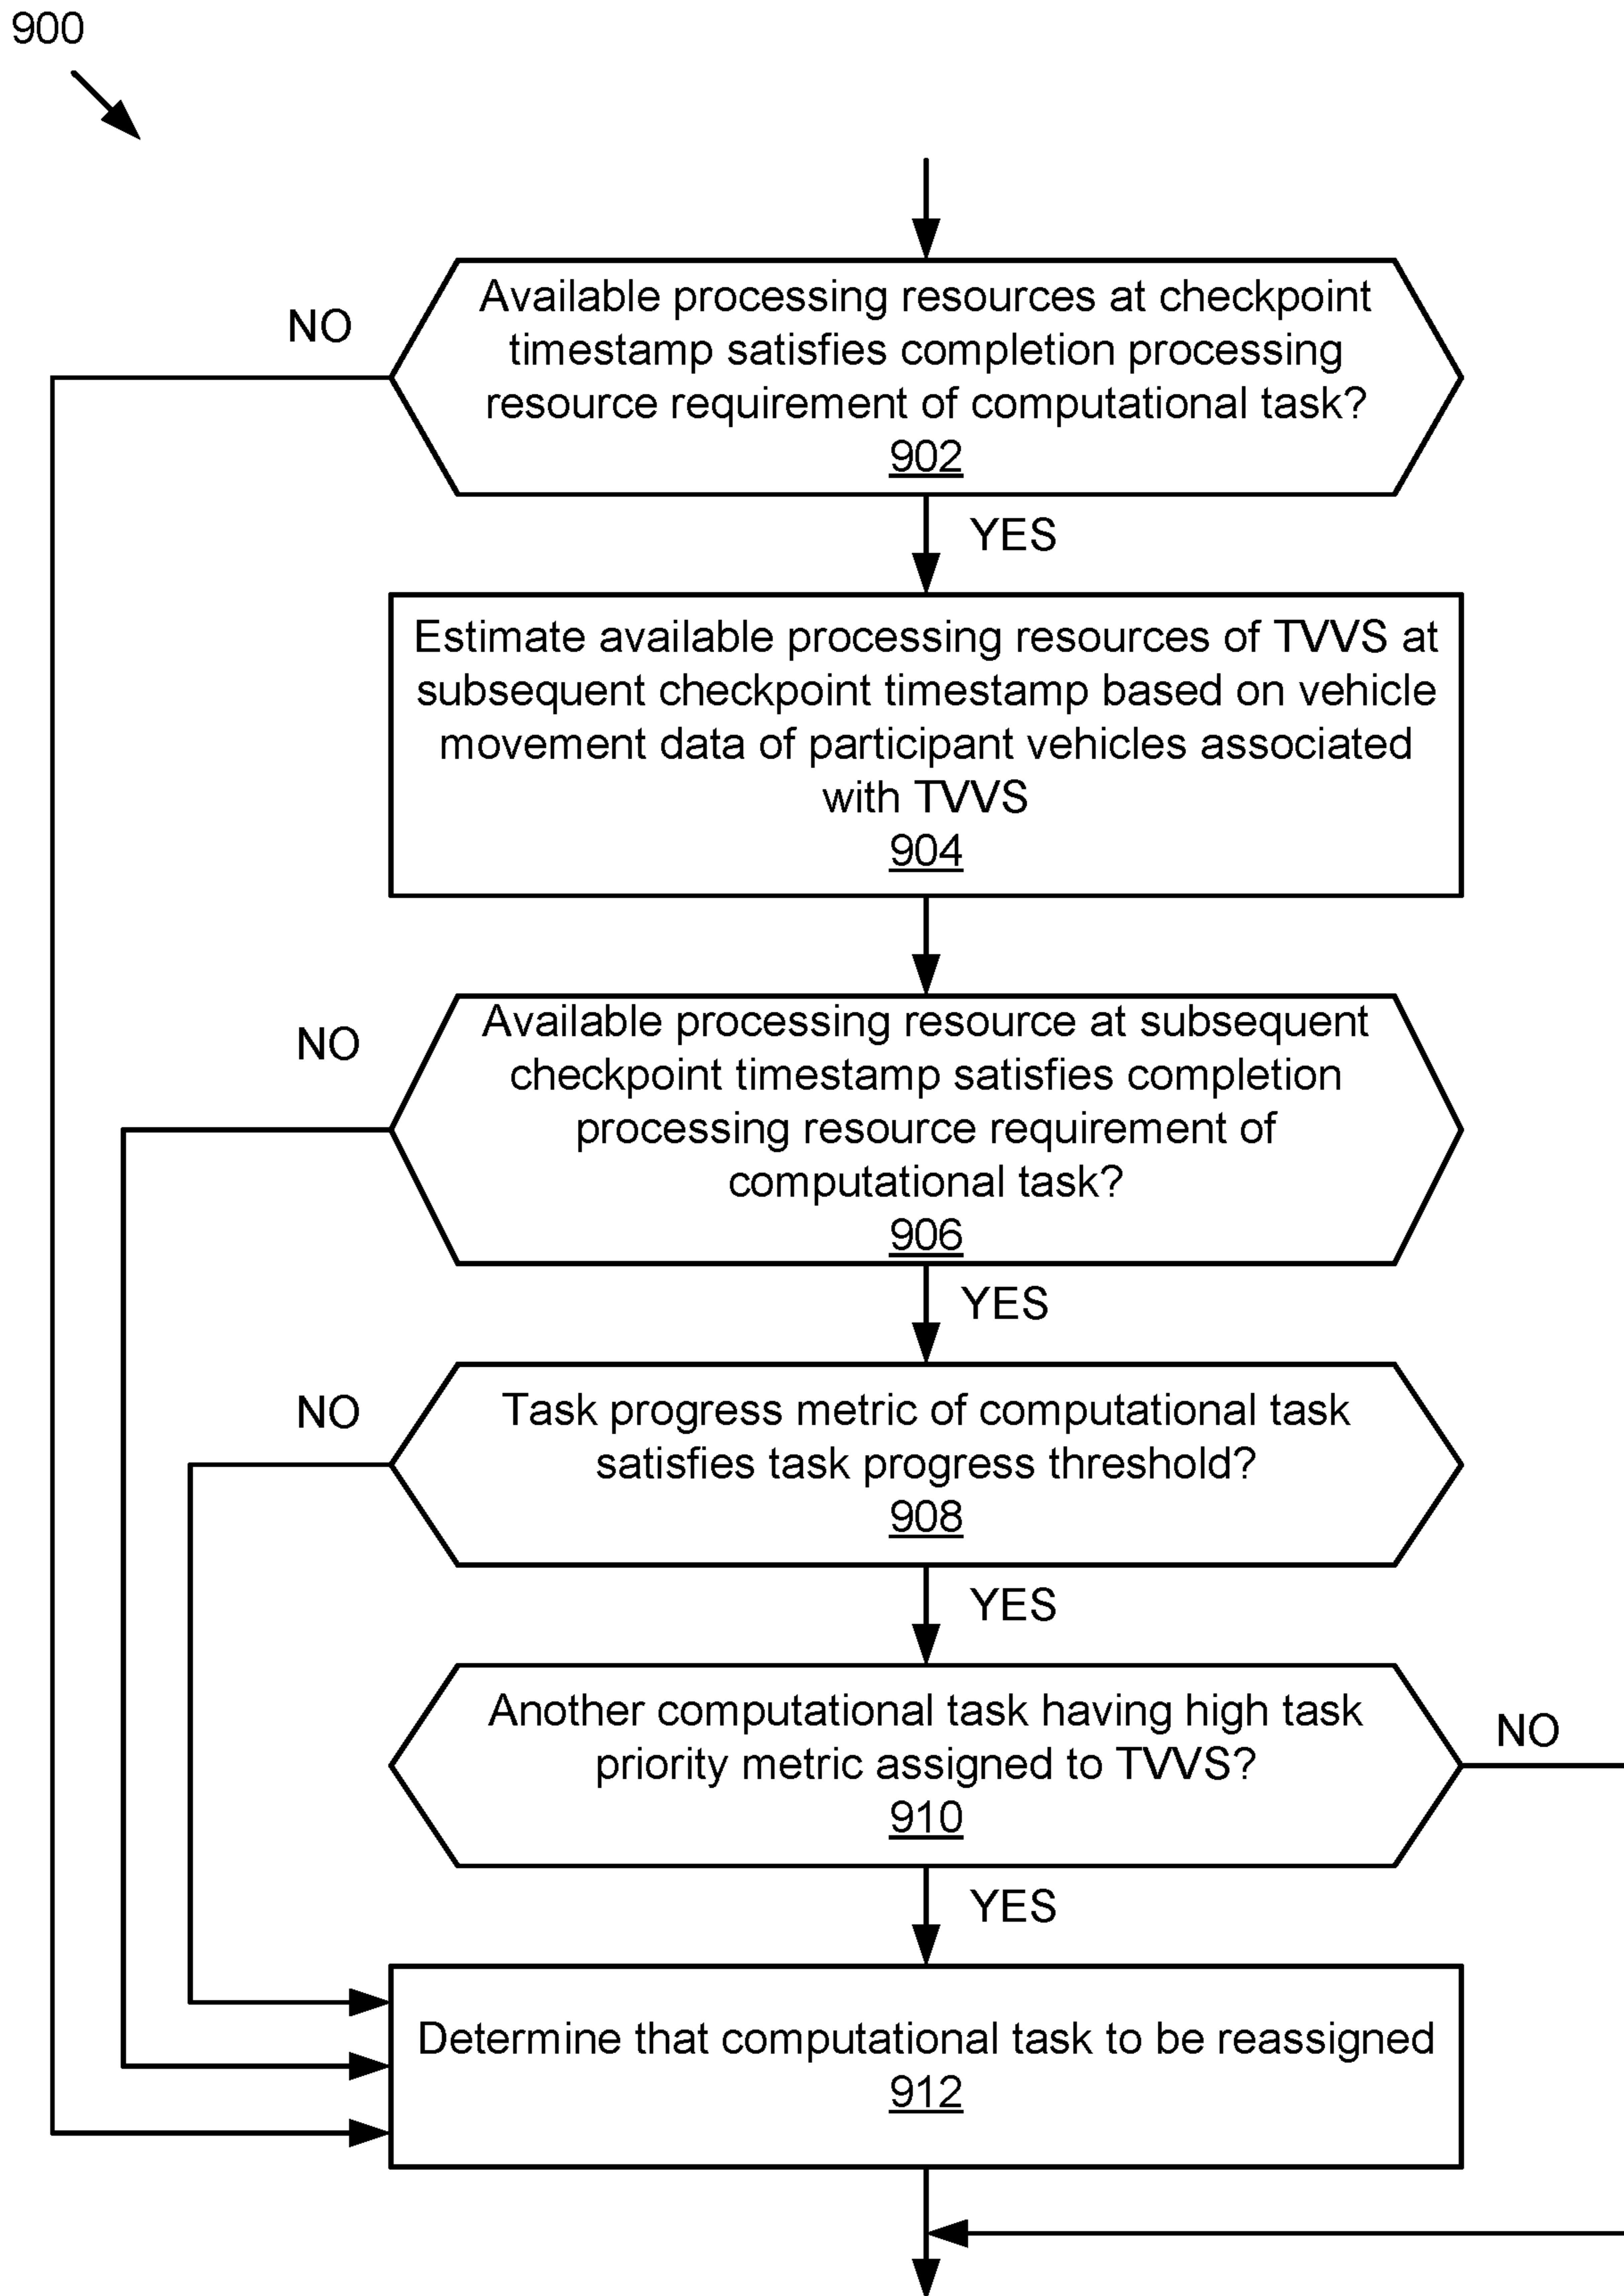 900
NO
Available processing resources at checkpoint
timestamp satisfies completion processing
resource requirement of computational task?
902
YES
Estimate available processing resources of TVVS at
subsequent checkpoint timestamp based on vehicle
movement data of participant vehicles associated
with TVVS
904
NO
Available processing resource at subsequent
checkpoint timestamp satisfies completion
processing resource requirement of
computational task?
906
YES
NO
Task progress metric of computational task
satisfies task progress threshold?
908
YES
Another computational task having high task
priority metric assigned to TVVS?
910
NO
YES
Determine that computational task to be reassigned
912